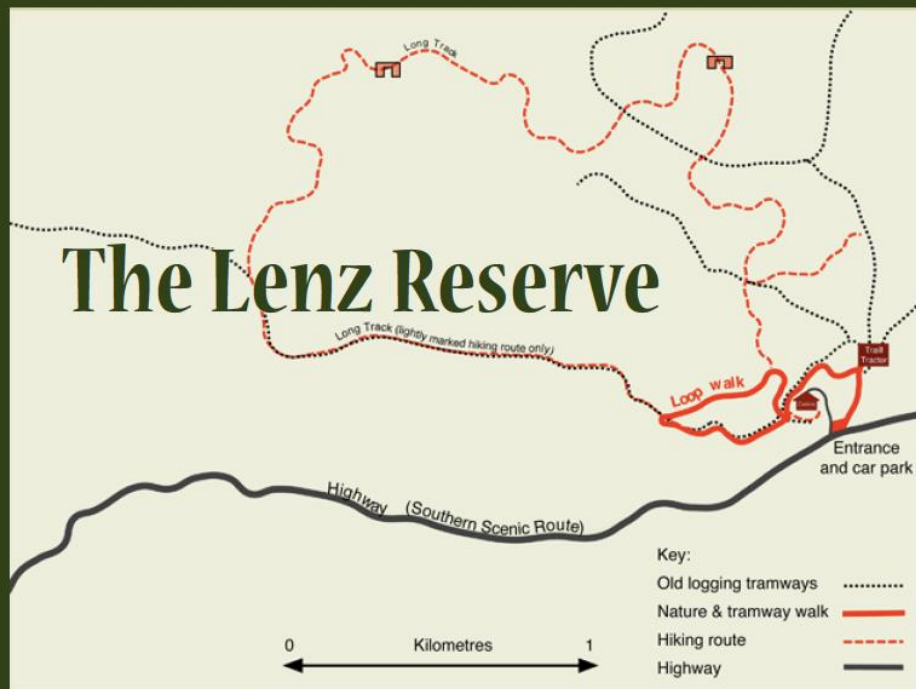 Long Track
The Lenz Reserve
Long Track (lightly marked hiking route only)
Traill
Tractor
Loop walk
Entrance
and car park
Highway (Southern Scenic Route)
Key:
Old logging tramways
Nature & tramway walk
Hiking route
Highway
0 Kilometres 1